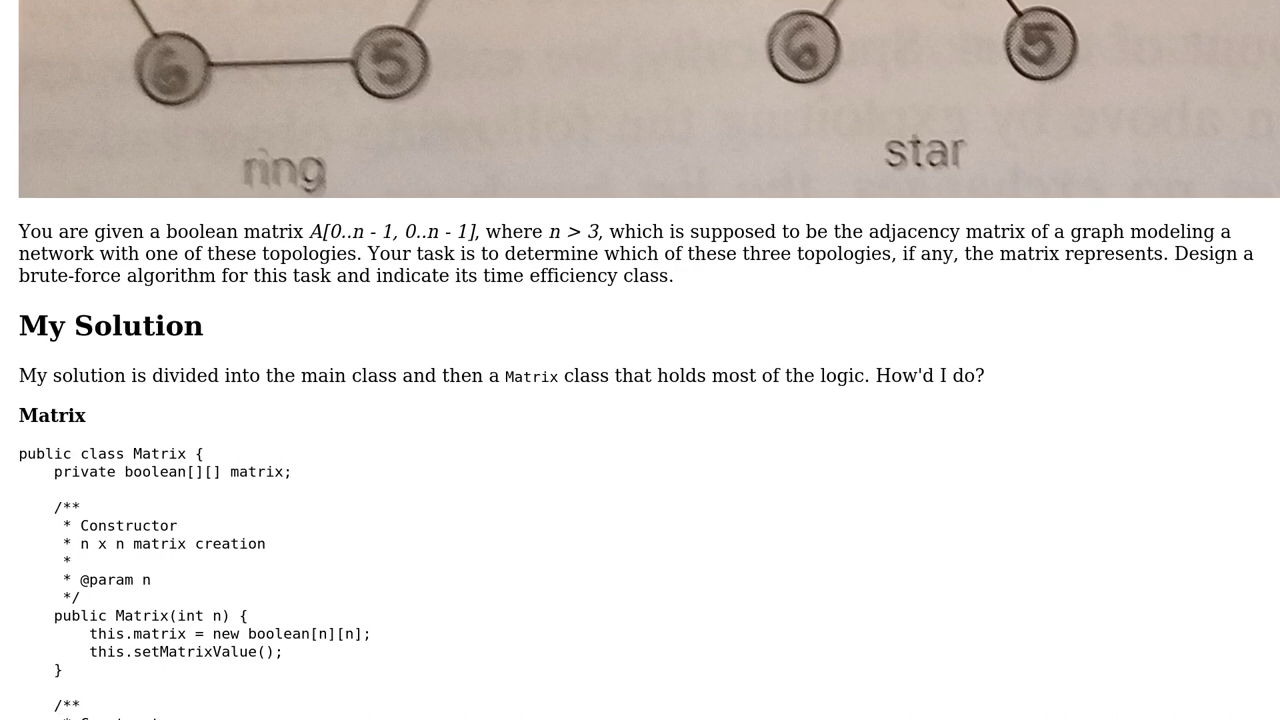 6 5 6 5
ring star
You are given a boolean matrix A[0..n - 1, 0..n - 1], where n > 3, which is supposed to be the adjacency matrix of a graph modeling a
network with one of these topologies. Your task is to determine which of these three topologies, if any, the matrix represents. Design a
brute-force algorithm for this task and indicate its time efficiency class.
My Solution
My solution is divided into the main class and then a Matrix class that holds most of the logic. How'd I do?
Matrix
public class Matrix {
    private boolean[][] matrix;

    /**
     * Constructor
     * n x n matrix creation
     *
     * @param n
     */
    public Matrix(int n) {
        this.matrix = new boolean[n][n];
        this.setMatrixValue();
    }

    /**